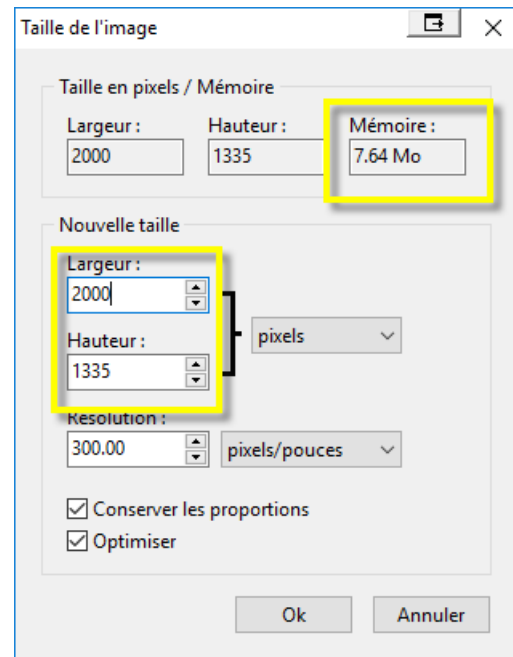 Taille de l'image
Taille en pixels / Mémoire
Largeur : Hauteur : Mémoire :
2000 1335 7.64 Mo
Nouvelle taille
Largeur :
2000
pixels
Hauteur :
1335
Résolution :
300.00 pixels/pouces
Conserver les proportions
Optimiser
Ok Annuler